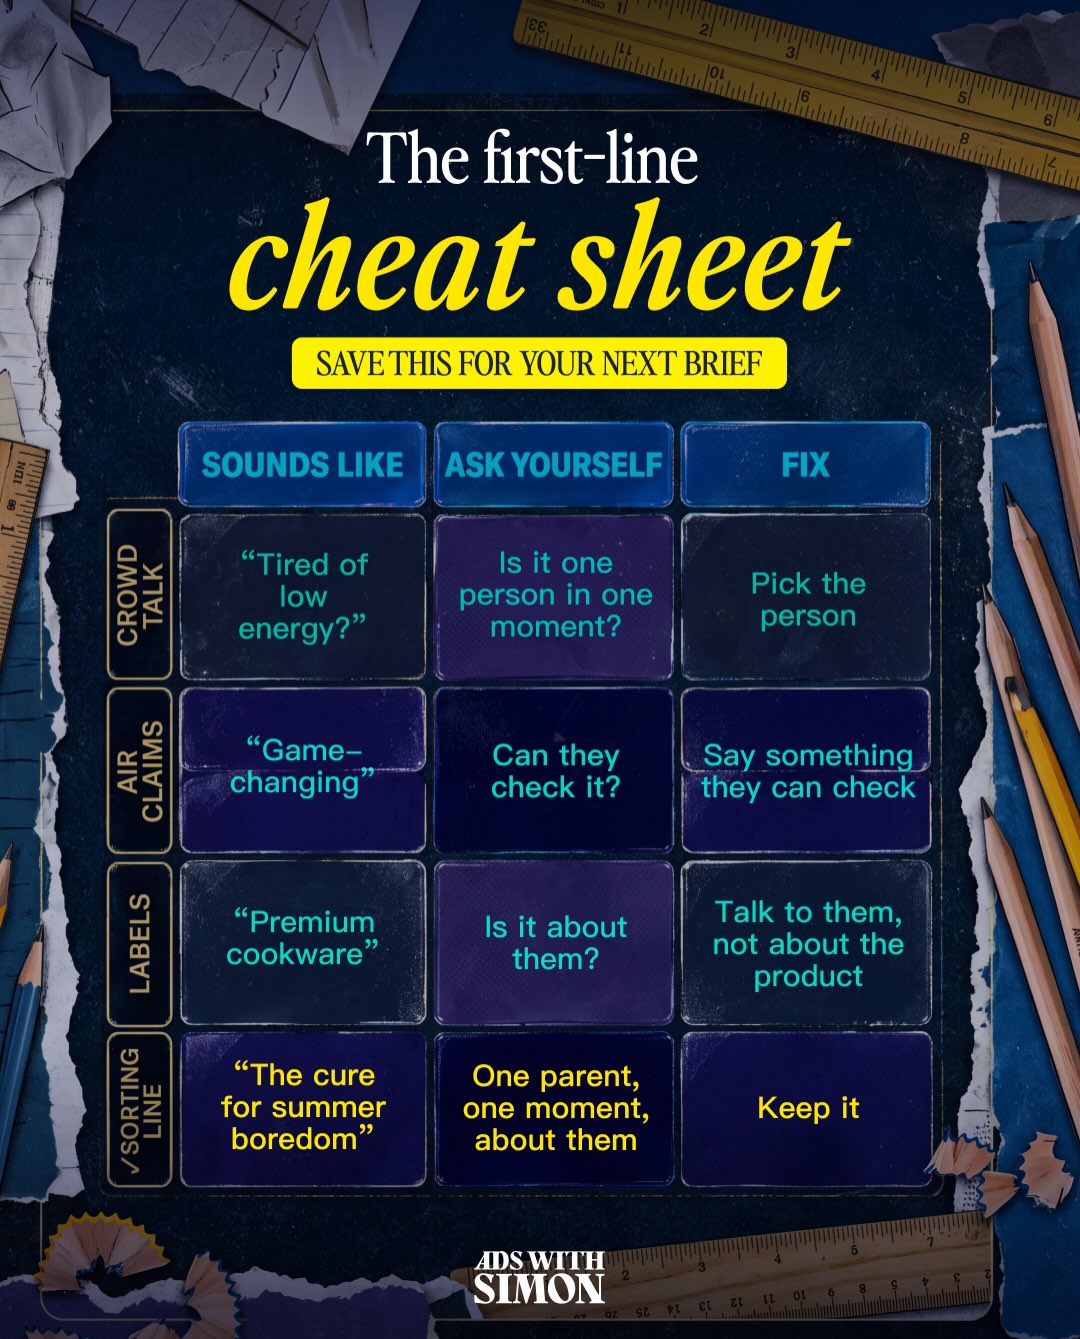 The first-line
cheat sheet
SAVE THIS FOR YOUR NEXT BRIEF
SOUNDS LIKE
ASK YOURSELF
FIX
CROWD
TALK
“Tired of
low
energy?”
Is it one
person in one
moment?
Pick the
person
AIR
CLAIMS
“Game–
changing”
Can they
check it?
Say something
they can check
LABELS
“Premium
cookware”
Is it about
them?
Talk to them,
not about the
product
✓SORTING
LINE
“The cure
for summer
boredom”
One parent,
one moment,
about them
Keep it
ADS WITH
SIMON